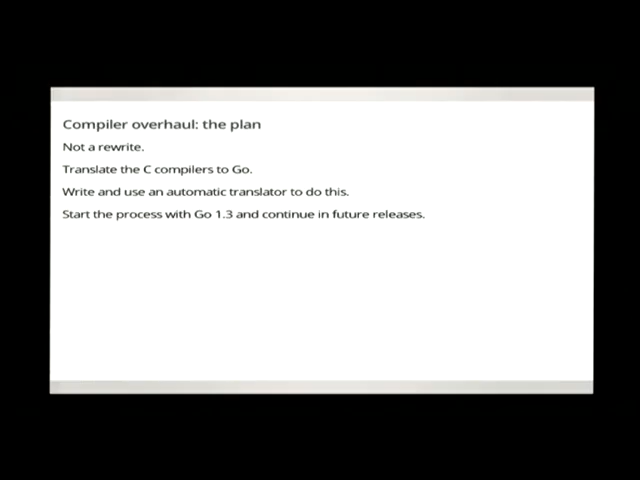 Compiler overhaul: the plan
Not a rewrite.
Translate the C compilers to Go.
Write and use an automatic translator to do this.
Start the process with Go 1.3 and continue in future releases.